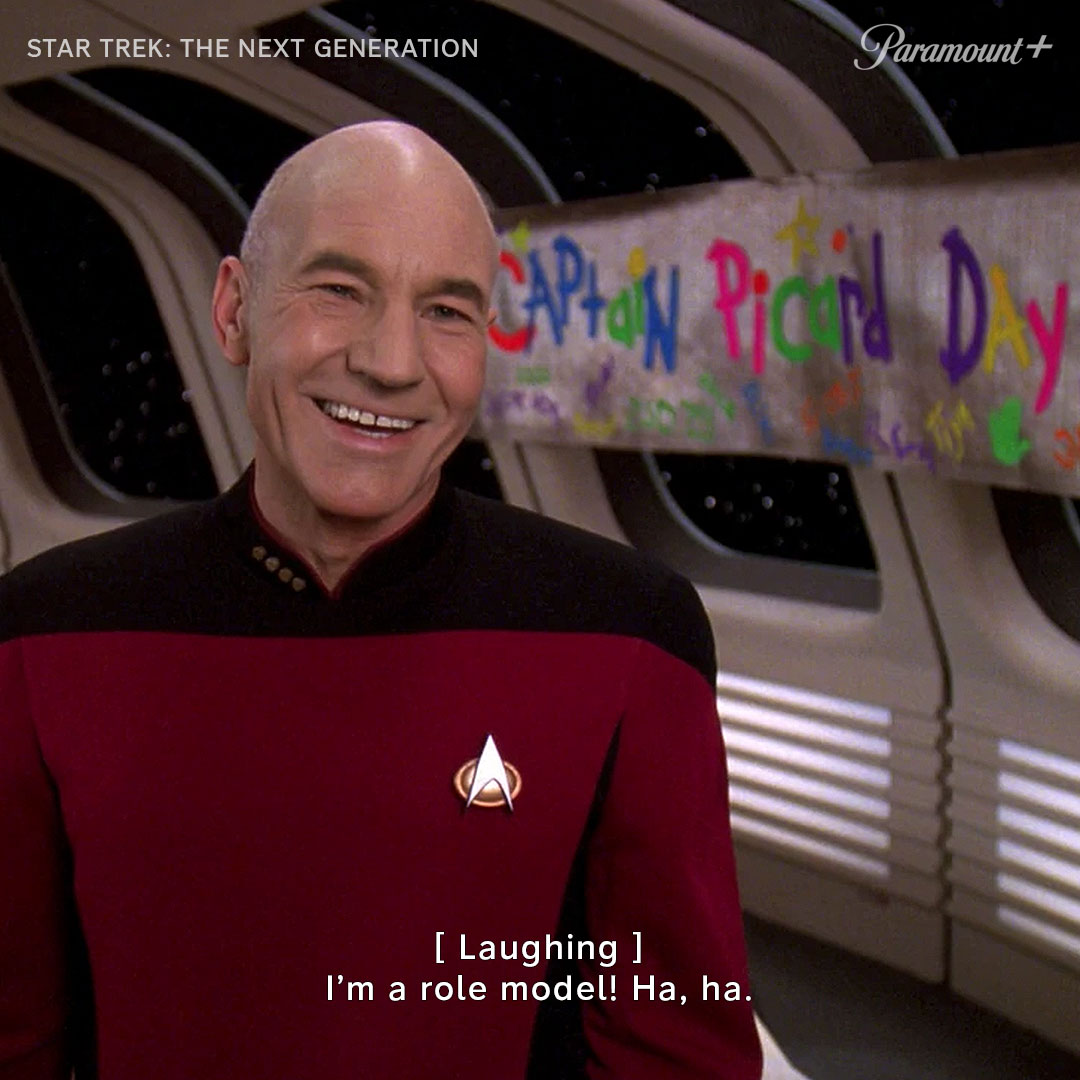 STAR TREK: THE NEXT GENERATION
Paramount+
CAPtaiN Picard DAy
[ Laughing ]
I'm a role model! Ha, ha.